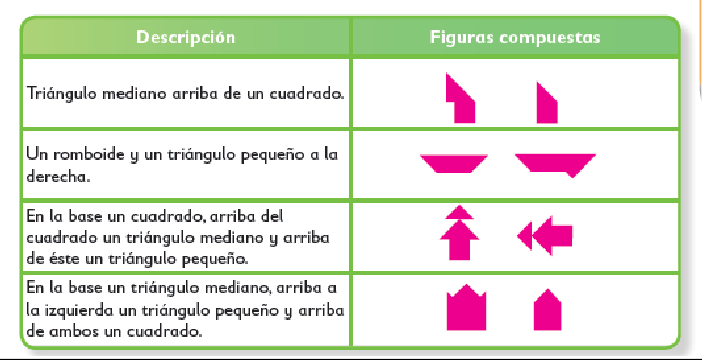 Descripción
Figuras compuestas
Triángulo mediano arriba de un cuadrado.
Un romboide y un triángulo pequeño a la
derecha.
En la base un cuadrado, arriba del
cuadrado un triángulo mediano y arriba
de éste un triángulo pequeño.
En la base un triángulo mediano, arriba a
la izquierda un triángulo pequeño y arriba
de ambos un cuadrado.